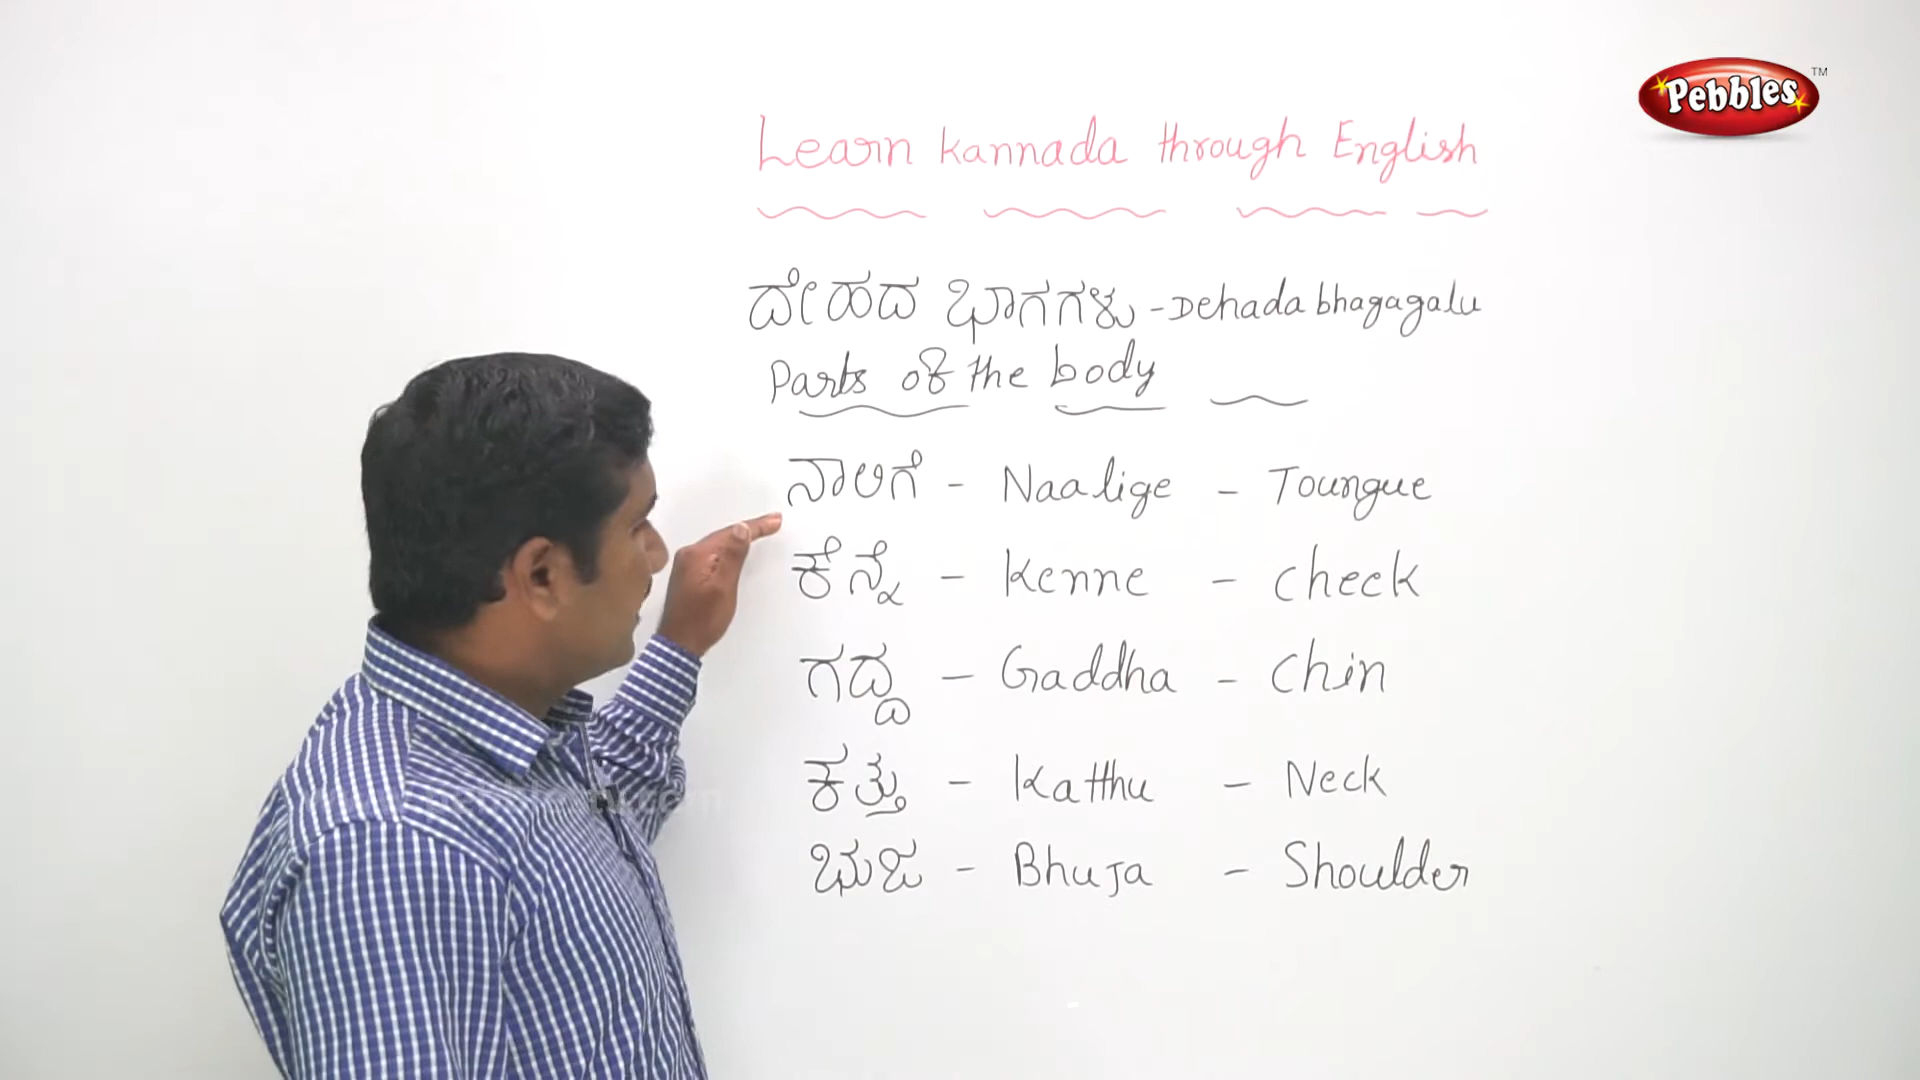 Pebbles TM
Learn kannada through English
ದೇಹದ ಭಾಗಗಳು - Dehada bhagagalu
Parts of the body
ನಾಲಿಗೆ - Naalige - Toungue
ಕೆನ್ನೆ - Kenne - check
ಗದ್ದ - Gaddha - chin
ಕತ್ತು - Katthu - Neck
ಭುಜ - Bhuja - Shoulder